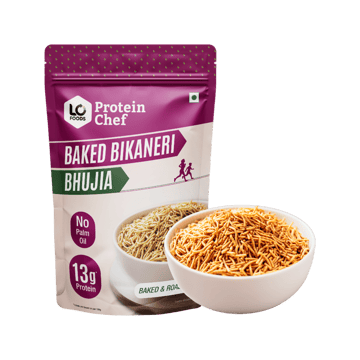 LO
FOODS
Protein
Chef
BAKED BIKANERI
BHUJIA
No
Palm
Oil
13g
Protein
BAKED & ROA